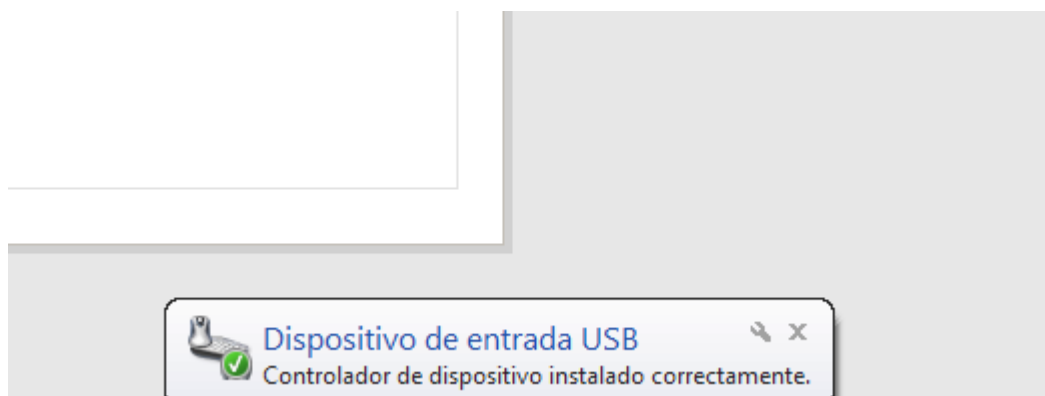 Dispositivo de entrada USB
Controlador de dispositivo instalado correctamente.